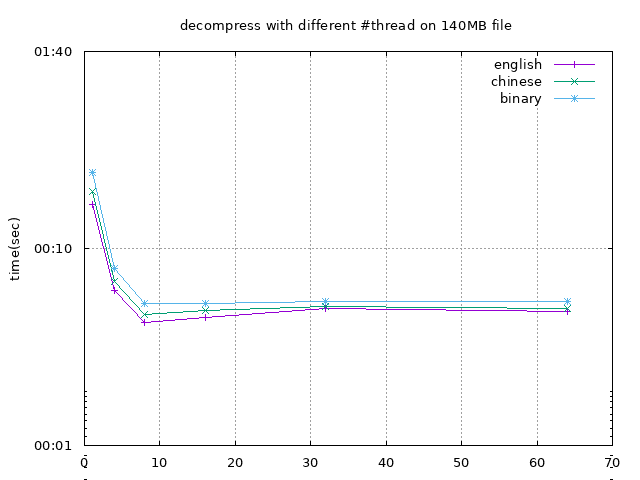 decompress with different #thread on 140MB file
01:40
english
chinese
binary
00:10
time(sec)
00:01
0 10 20 30 40 50 60 70